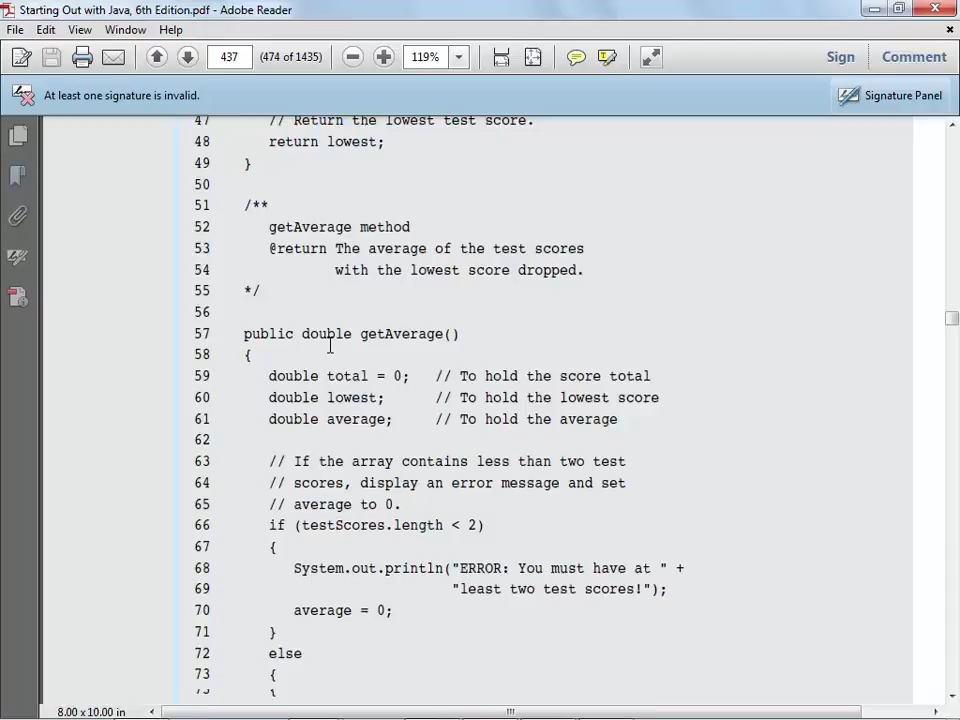 Starting Out with Java, 6th Edition.pdf - Adobe Reader
File Edit View Window Help
437 (474 of 1435) 119% Sign Comment
At least one signature is invalid. Signature Panel
47 // Return the lowest test score.
48 return lowest;
49 }
50
51 /**
52 getAverage method
53 @return The average of the test scores
54 with the lowest score dropped.
55 */
56
57 public double getAverage()
58 {
59 double total = 0; // To hold the score total
60 double lowest; // To hold the lowest score
61 double average; // To hold the average
62
63 // If the array contains less than two test
64 // scores, display an error message and set
65 // average to 0.
66 if (testScores.length < 2)
67 {
68 System.out.println("ERROR: You must have at " +
69 "least two test scores!");
70 average = 0;
71 }
72 else
73 {
8.00 x 10.00 in